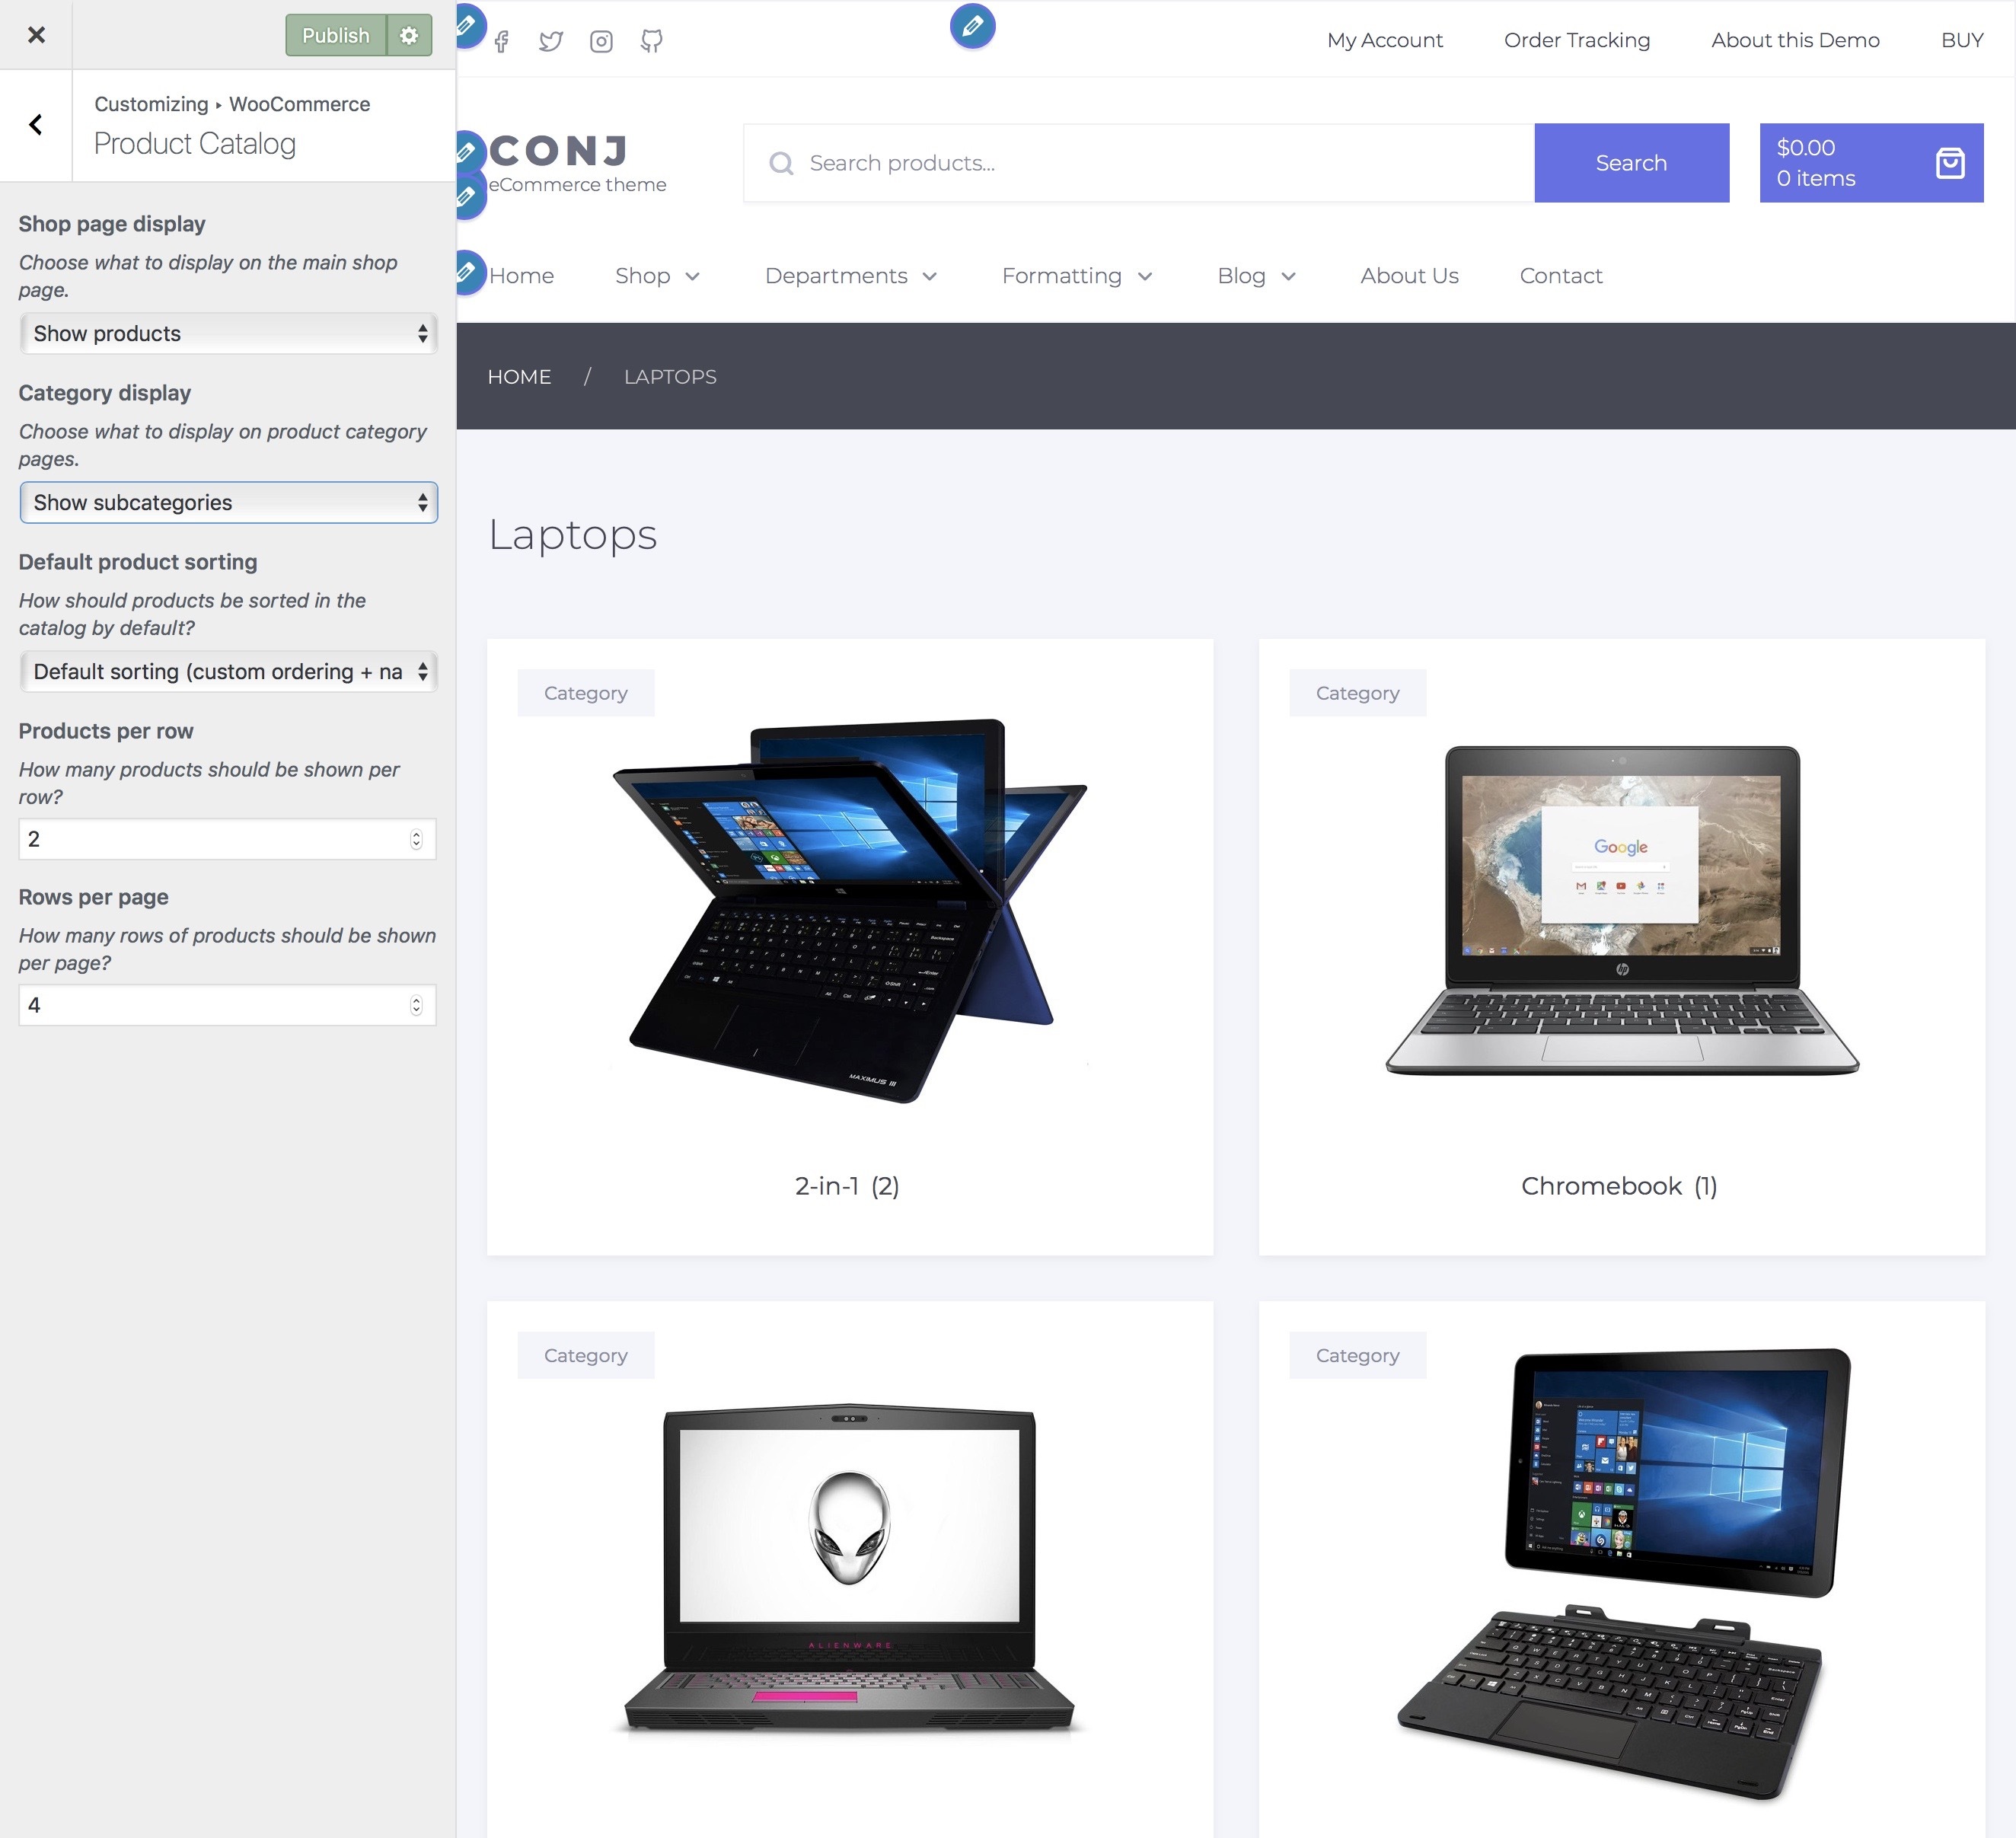 Publish
Customizing ▸ WooCommerce
Product Catalog
Shop page display
Choose what to display on the main shop
page.
Show products
Category display
Choose what to display on product category
pages.
Show subcategories
Default product sorting
How should products be sorted in the
catalog by default?
Default sorting (custom ordering + na
Products per row
How many products should be shown per
row?
2
Rows per page
How many rows of products should be shown
per page?
4
My Account
Order Tracking
About this Demo
BUY
CONJ
eCommerce theme
Search products...
Search
$0.00
0 items
Home
Shop
Departments
Formatting
Blog
About Us
Contact
HOME / LAPTOPS
Laptops
Category
MAXIMUS III
2-in-1 (2)
Category
Google
hp
Chromebook (1)
Category
ALIENWARE
Category